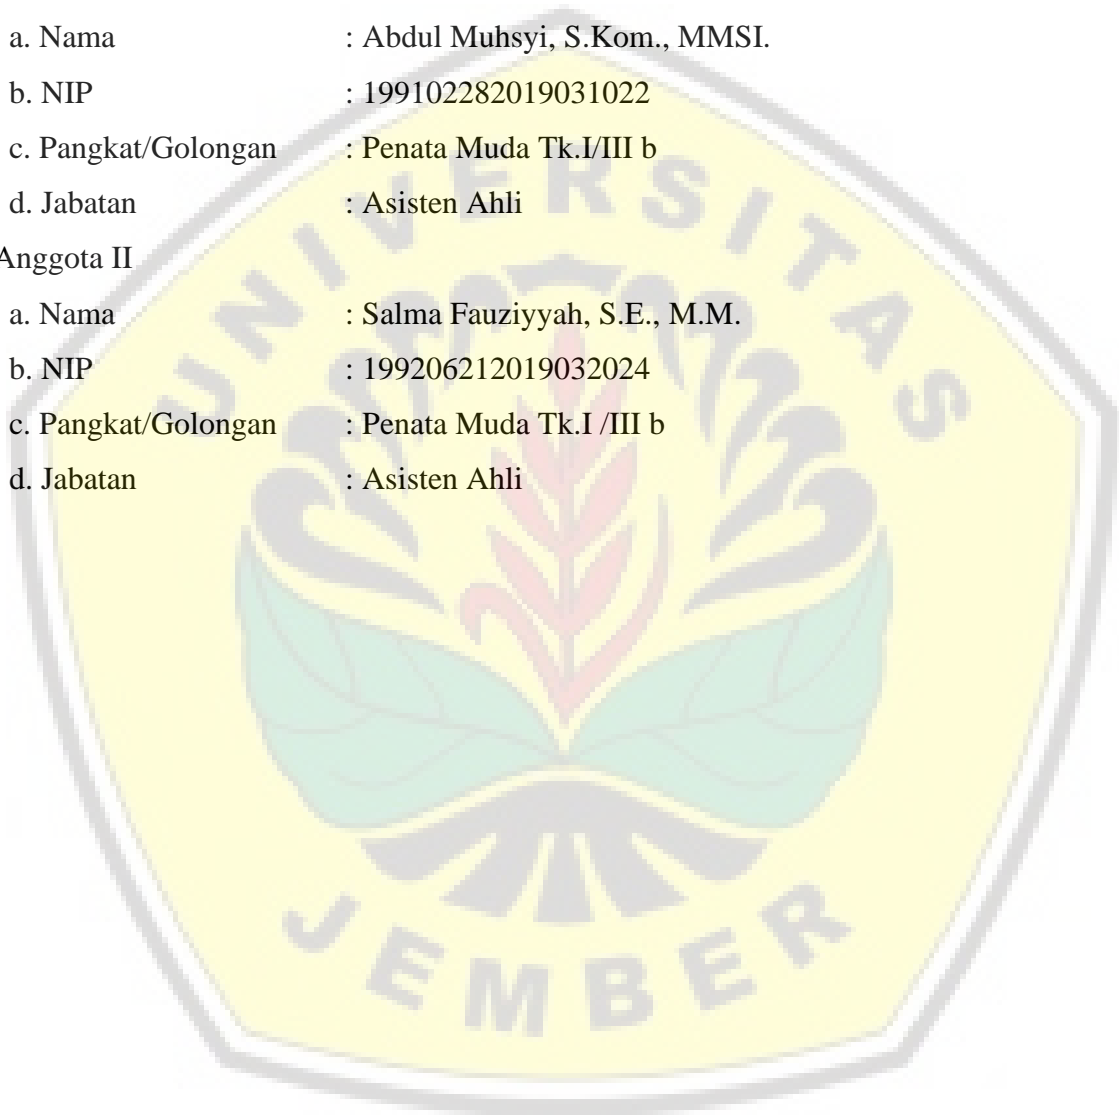 a. Nama : Abdul Muhsyi, S.Kom., MMSI.
b. NIP : 199102282019031022
c. Pangkat/Golongan : Penata Muda Tk.I/III b
d. Jabatan : Asisten Ahli
Anggota II
a. Nama : Salma Fauziyyah, S.E., M.M.
b. NIP : 199206212019032024
c. Pangkat/Golongan : Penata Muda Tk.I /III b
d. Jabatan : Asisten Ahli
UNIVERSITAS
JEMBER